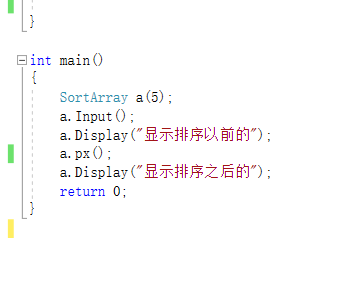 }
int main()
{
SortArray a(5);
a.Input();
a.Display("显示排序以前的");
a.px();
a.Display("显示排序之后的");
return 0;
}